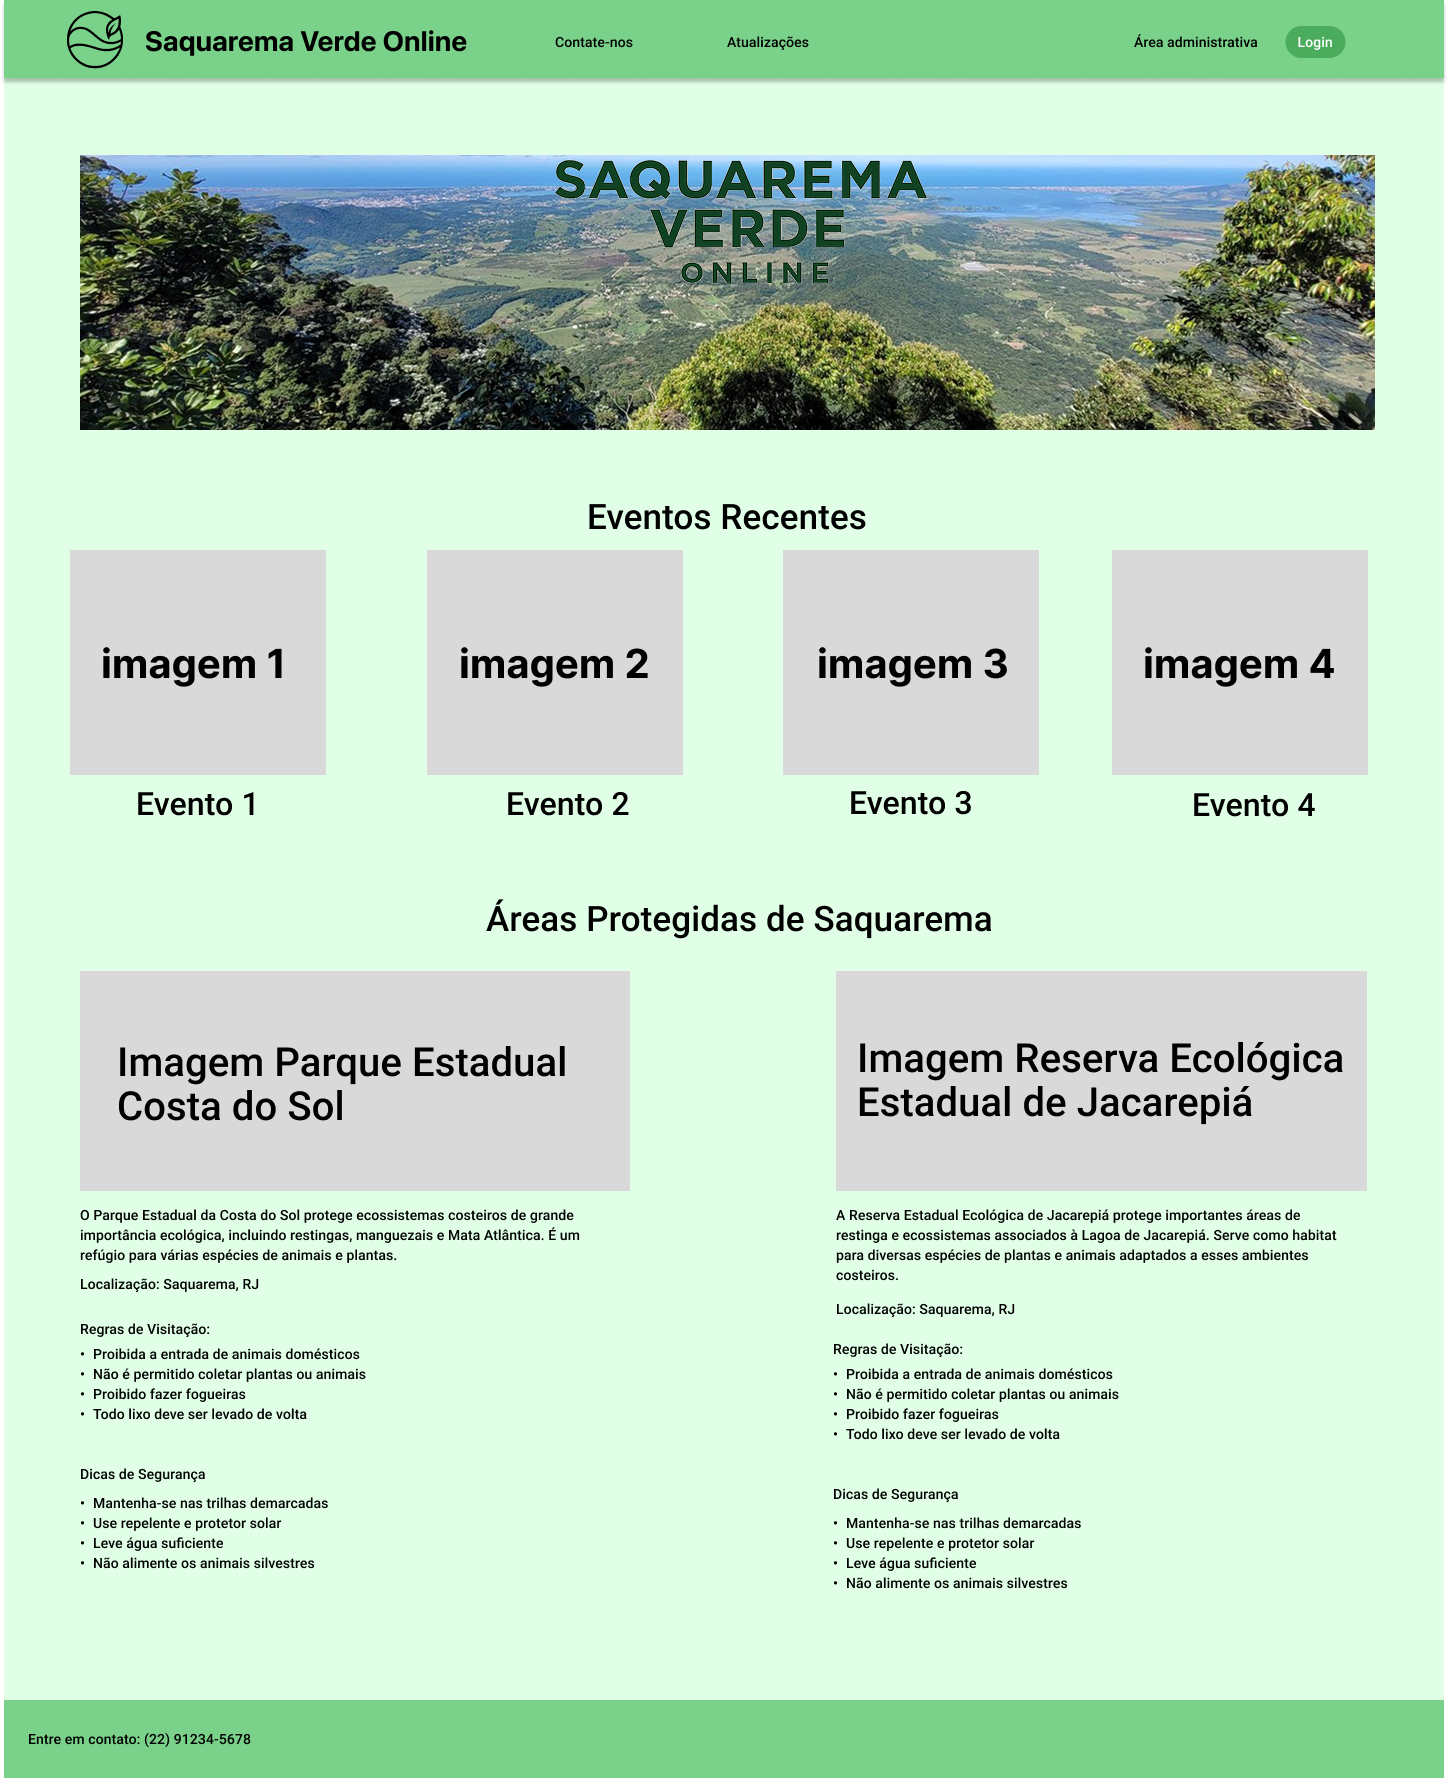 Saquarema Verde Online
Contate-nos
Atualizações
Área administrativa
Login
SAQUAREMA
VERDE
ONLINE
Eventos Recentes
imagem 1
imagem 2
imagem 3
imagem 4
Evento 1
Evento 2
Evento 3
Evento 4
Áreas Protegidas de Saquarema
Imagem Parque Estadual
Costa do Sol
O Parque Estadual da Costa do Sol protege ecossistemas costeiros de grande
importância ecológica, incluindo restingas, manguezais e Mata Atlântica. É um
refúgio para várias espécies de animais e plantas.
Localização: Saquarema, RJ
Regras de Visitação:
• Proibida a entrada de animais domésticos
• Não é permitido coletar plantas ou animais
• Proibido fazer fogueiras
• Todo lixo deve ser levado de volta
Dicas de Segurança
• Mantenha-se nas trilhas demarcadas
• Use repelente e protetor solar
• Leve água suficiente
• Não alimente os animais silvestres
Imagem Reserva Ecológica
Estadual de Jacarepiá
A Reserva Estadual Ecológica de Jacarepiá protege importantes áreas de
restinga e ecossistemas associados à Lagoa de Jacarepiá. Serve como habitat
para diversas espécies de plantas e animais adaptados a esses ambientes
costeiros.
Localização: Saquarema, RJ
Regras de Visitação:
• Proibida a entrada de animais domésticos
• Não é permitido coletar plantas ou animais
• Proibido fazer fogueiras
• Todo lixo deve ser levado de volta
Dicas de Segurança
• Mantenha-se nas trilhas demarcadas
• Use repelente e protetor solar
• Leve água suficiente
• Não alimente os animais silvestres
Entre em contato: (22) 91234-5678